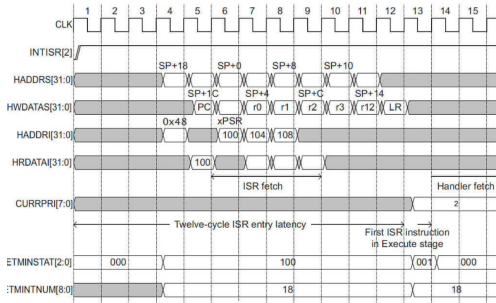 1 2 3 4 5 6 7 8 9 10 11 12 13 14 15
CLK
INTISR[2]
SP+18 SP+0 SP+8 SP+10
HADDRS[31:0]
SP+1C SP+4 SP+C SP+14
HWDATAS[31:0] PC r0 r1 r2 r3 r12 LR
0x48 xPSR
HADDRI[31:0] 100 104 108
HRDATAI[31:0] 100
ISR fetch Handler fetch
CURRPRI[7:0] 2
Twelve-cycle ISR entry latency
First ISR instruction
in Execute stage
ETMINSTAT[2:0] 000 100 001 000
ETMINTNUM[8:0] 18 18